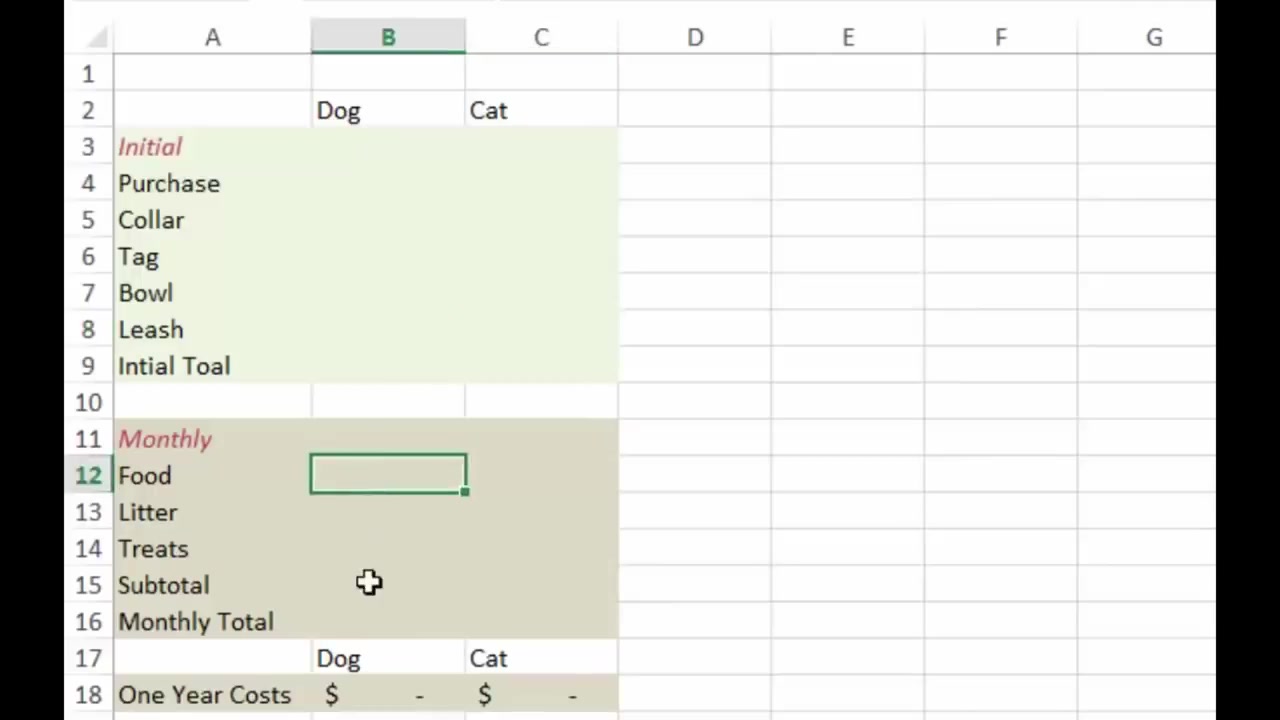 A B C D E F G
1
2 Dog Cat
3 Initial
4 Purchase
5 Collar
6 Tag
7 Bowl
8 Leash
9 Intial Toal
10
11 Monthly
12 Food
13 Litter
14 Treats
15 Subtotal
16 Monthly Total
17 Dog Cat
18 One Year Costs $ - $ -